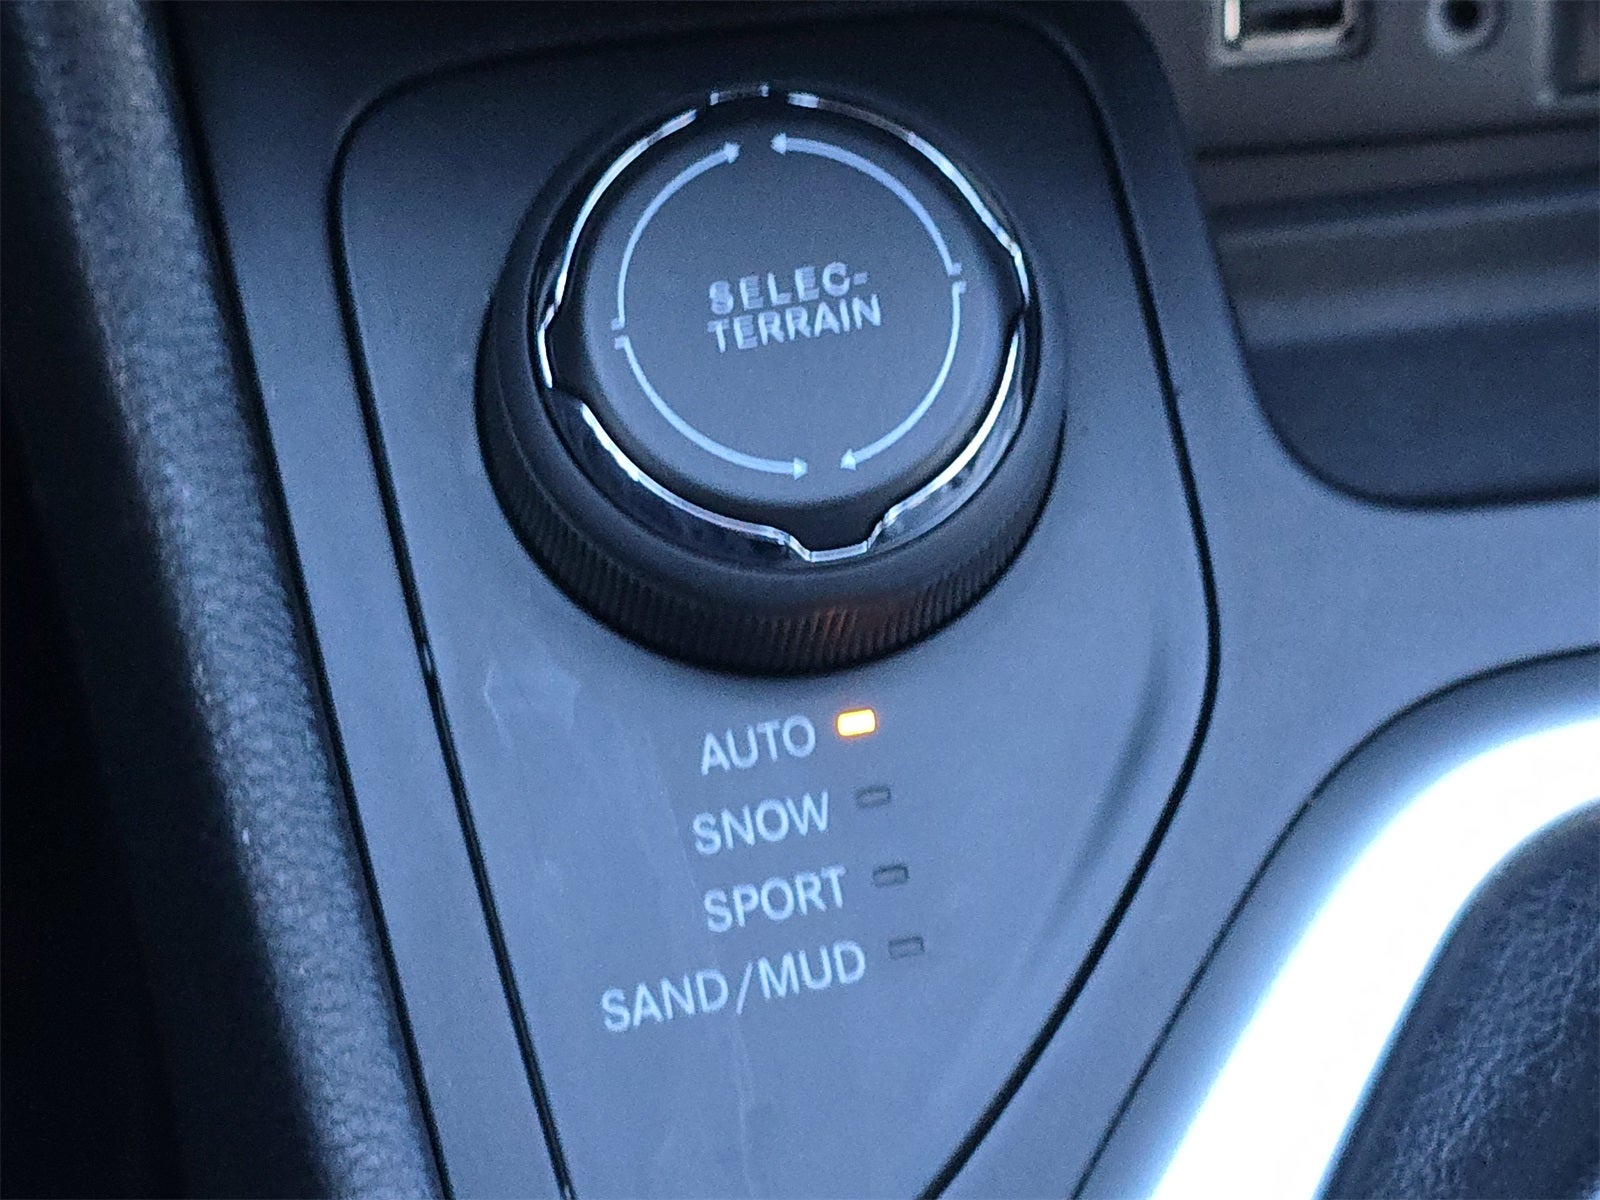 SELEC-
TERRAIN
AUTO
SNOW
SPORT
SAND/MUD